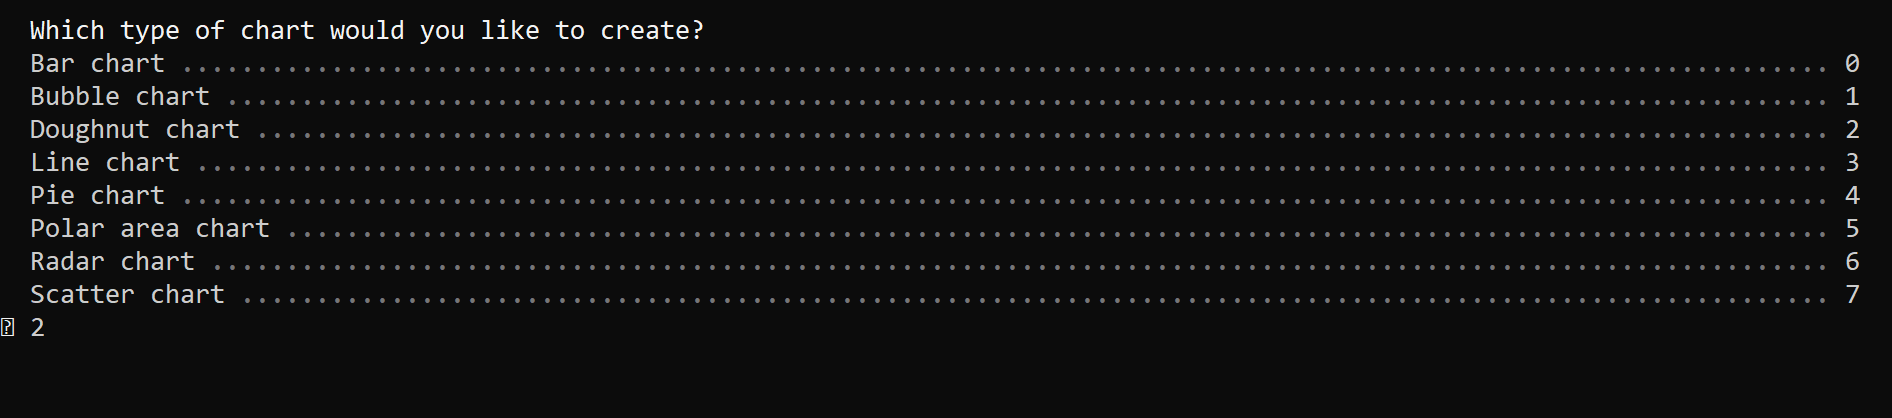 Which type of chart would you like to create?
Bar chart .............................................................................................................. 0
Bubble chart ........................................................................................................... 1
Doughnut chart ......................................................................................................... 2
Line chart ............................................................................................................. 3
Pie chart .............................................................................................................. 4
Polar area chart ....................................................................................................... 5
Radar chart ............................................................................................................ 6
Scatter chart .......................................................................................................... 7
? 2